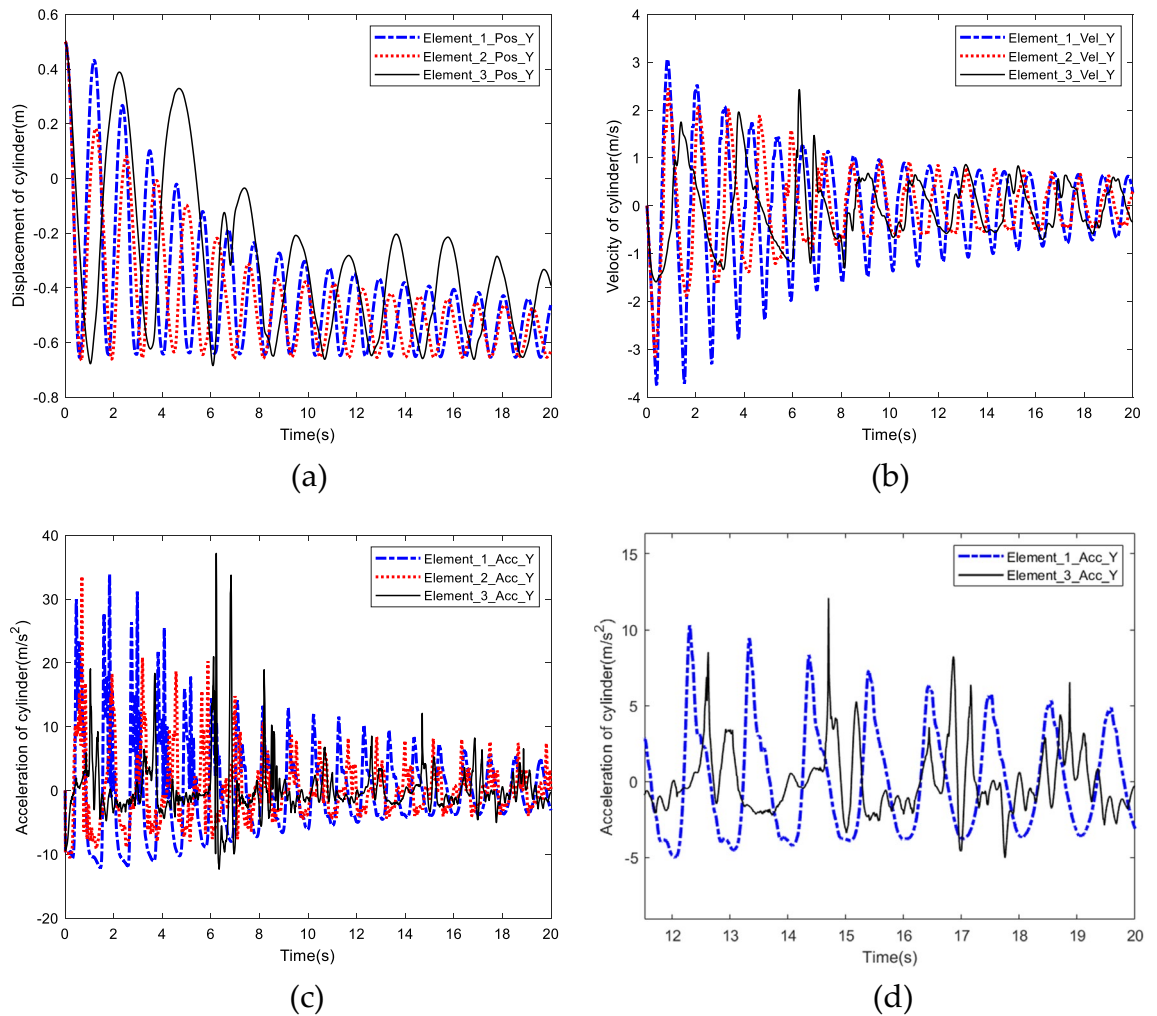 0.6
0.4
0.2
0
-0.2
-0.4
-0.6
-0.8
Displacement of cylinder(m)
Element_1_Pos_Y
Element_2_Pos_Y
Element_3_Pos_Y
0 2 4 6 8 10 12 14 16 18 20
Time(s)
(a)
4
3
2
1
0
-1
-2
-3
-4
Velocity of cylinder(m/s)
Element_1_Vel_Y
Element_2_Vel_Y
Element_3_Vel_Y
0 2 4 6 8 10 12 14 16 18 20
Time(s)
(b)
40
30
20
10
0
-10
-20
Acceleration of cylinder(m/s²)
Element_1_Acc_Y
Element_2_Acc_Y
Element_3_Acc_Y
0 2 4 6 8 10 12 14 16 18 20
Time(s)
(c)
15
10
5
0
-5
Acceleration of cylinder(m/s²)
Element_1_Acc_Y
Element_3_Acc_Y
12 13 14 15 16 17 18 19 20
Time(s)
(d)